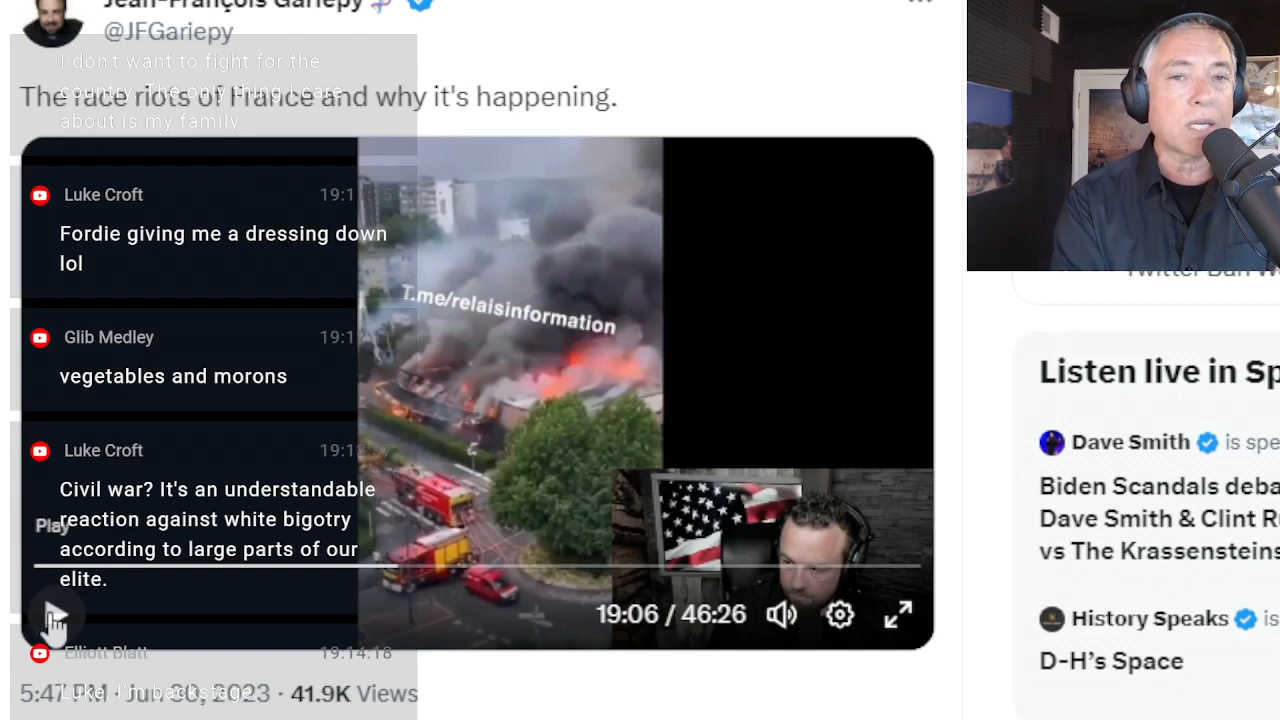 Jean-François Gariepy
@JFGariepy
The race riots of France and why it's happening.
I don't want to fight for the
country. The only thing I care
about is my family.
Luke Croft
Fordie giving me a dressing down
lol
Glib Medley
vegetables and morons
Luke Croft
Civil war? It's an understandable
reaction against white bigotry
according to large parts of our
elite.
Play
T.me/relaisinformation
19:06 / 46:26
Elliott Blatt 19:14:18
Luke, I'm backstage
5:47 PM · Jun 30, 2023 · 41.9K Views
Listen live in Sp
Dave Smith is spe
Biden Scandals deba
Dave Smith & Clint R
vs The Krassensteins
History Speaks is
D-H's Space